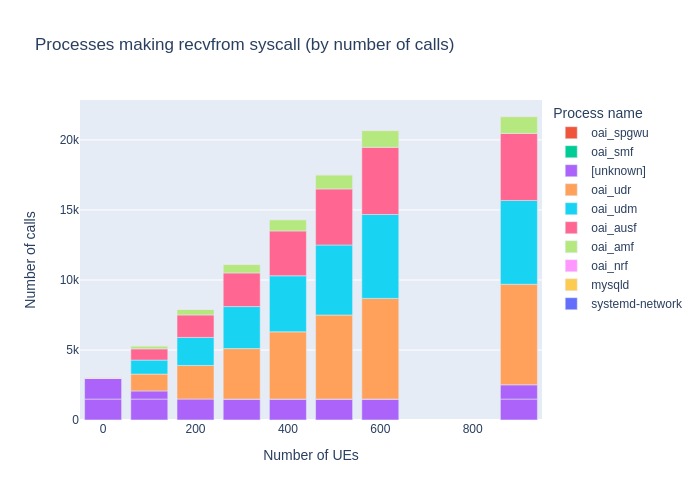 Processes making recvfrom syscall (by number of calls)
Process name
oai_spgwu
oai_smf
[unknown]
oai_udr
oai_udm
oai_ausf
oai_amf
oai_nrf
mysqld
systemd-network
Number of calls
20k
15k
10k
5k
0
0 200 400 600 800
Number of UEs